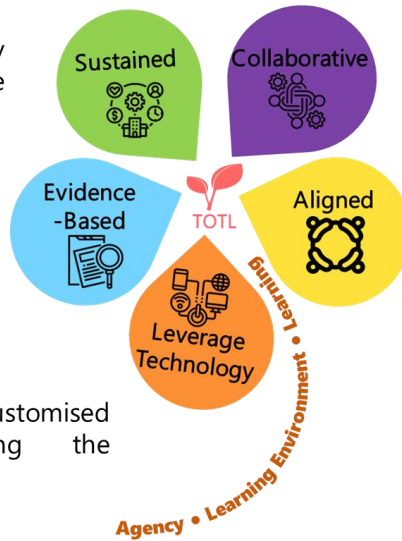 y
e
Sustained
Collaborative
Evidence
-Based
TOTL
Aligned
Leverage
Technology
Agency • Learning Environment • Learning
ustomised
ng the